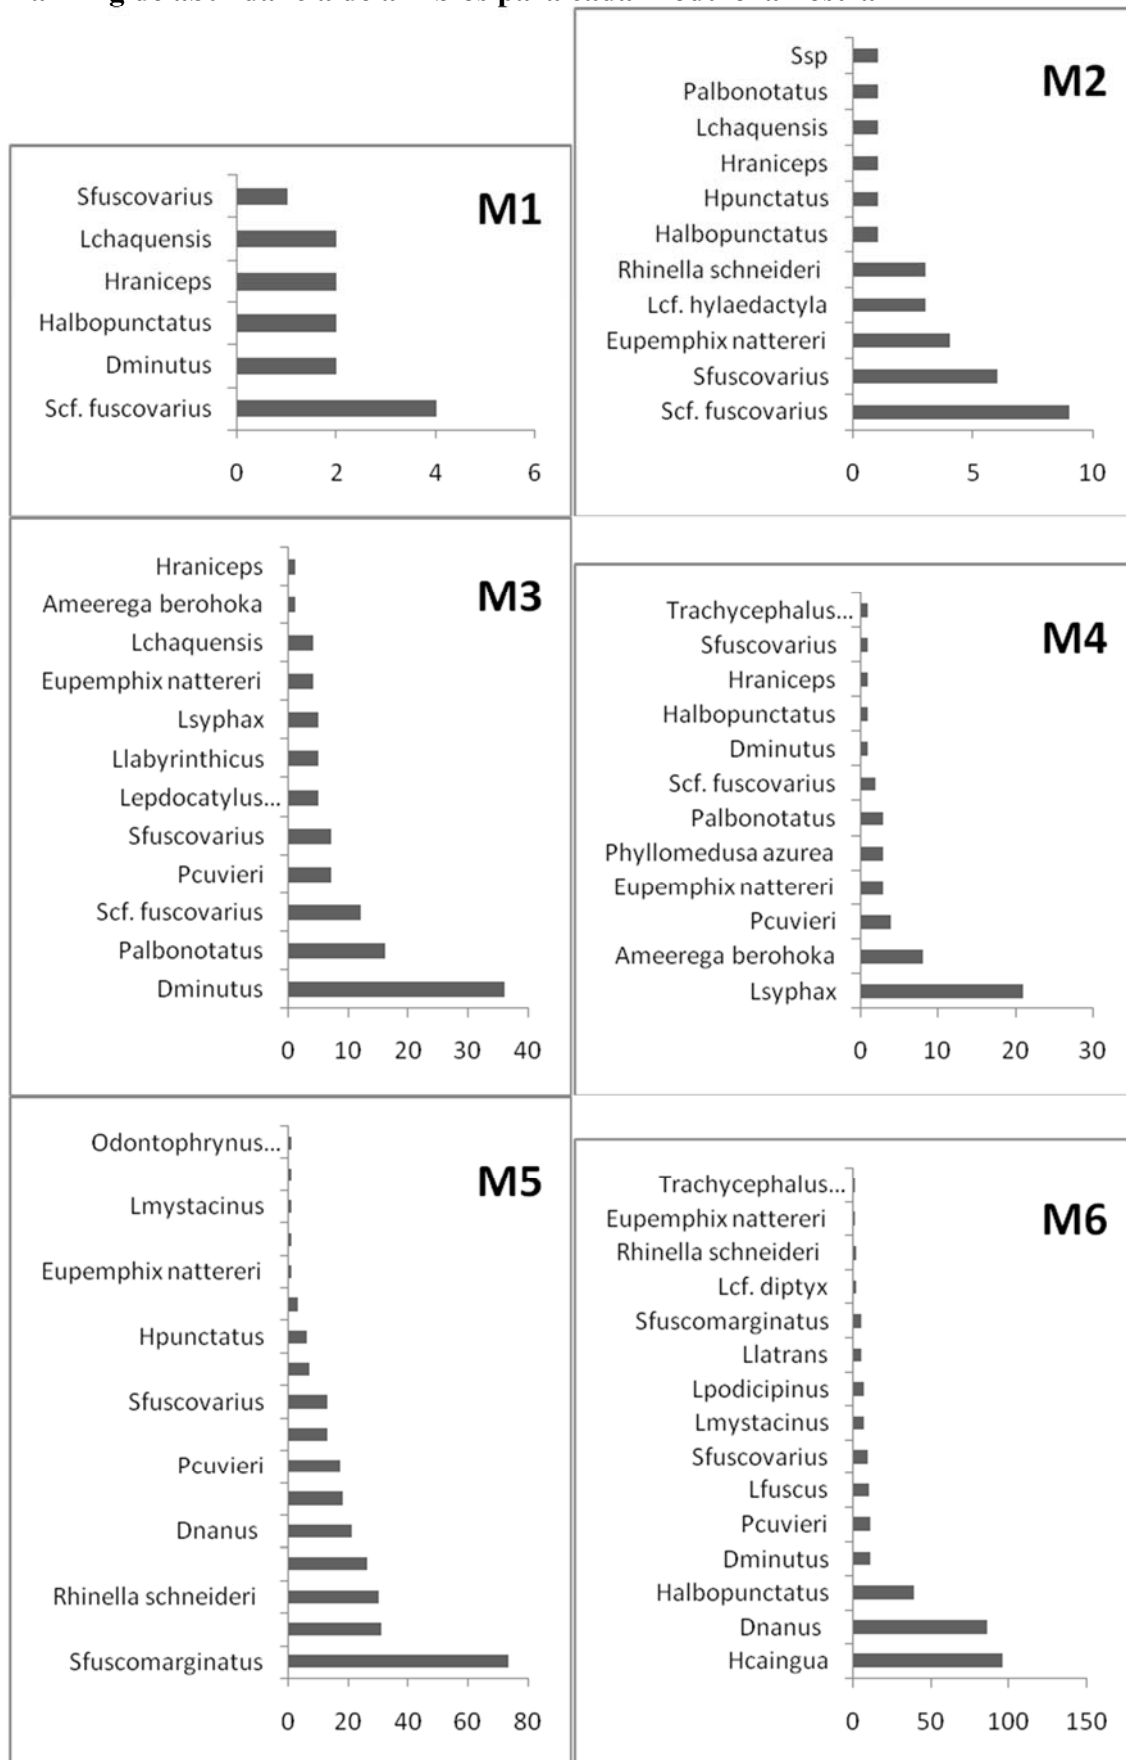 M1
Sfuscovarius
Lchaquensis
Hraniceps
Halbopunctatus
Dminutus
Scf. fuscovarius
0 2 4 6
M2
Ssp
Palbonotatus
Lchaquensis
Hraniceps
Hpunctatus
Halbopunctatus
Rhinella schneideri
Lcf. hylaedactyla
Eupemphix nattereri
Sfuscovarius
Scf. fuscovarius
0 5 10
M3
Hraniceps
Ameerega berohoka
Lchaquensis
Eupemphix nattereri
Lsyphax
Llabyrinthicus
Lepdocatylus...
Sfuscovarius
Pcuvieri
Scf. fuscovarius
Palbonotatus
Dminutus
0 10 20 30 40
M4
Trachycephalus...
Sfuscovarius
Hraniceps
Halbopunctatus
Dminutus
Scf. fuscovarius
Palbonotatus
Phyllomedusa azurea
Eupemphix nattereri
Pcuvieri
Ameerega berohoka
Lsyphax
0 10 20 30
M5
Odontophrynus...
Lmystacinus
Eupemphix nattereri
Hpunctatus
Sfuscovarius
Pcuvieri
Dnanus
Rhinella schneideri
Sfuscomarginatus
0 20 40 60 80
M6
Trachycephalus...
Eupemphix nattereri
Rhinella schneideri
Lcf. diptyx
Sfuscomarginatus
Llatrans
Lpodicipinus
Lmystacinus
Sfuscovarius
Lfuscus
Pcuvieri
Dminutus
Halbopunctatus
Dnanus
Hcaingua
0 50 100 150